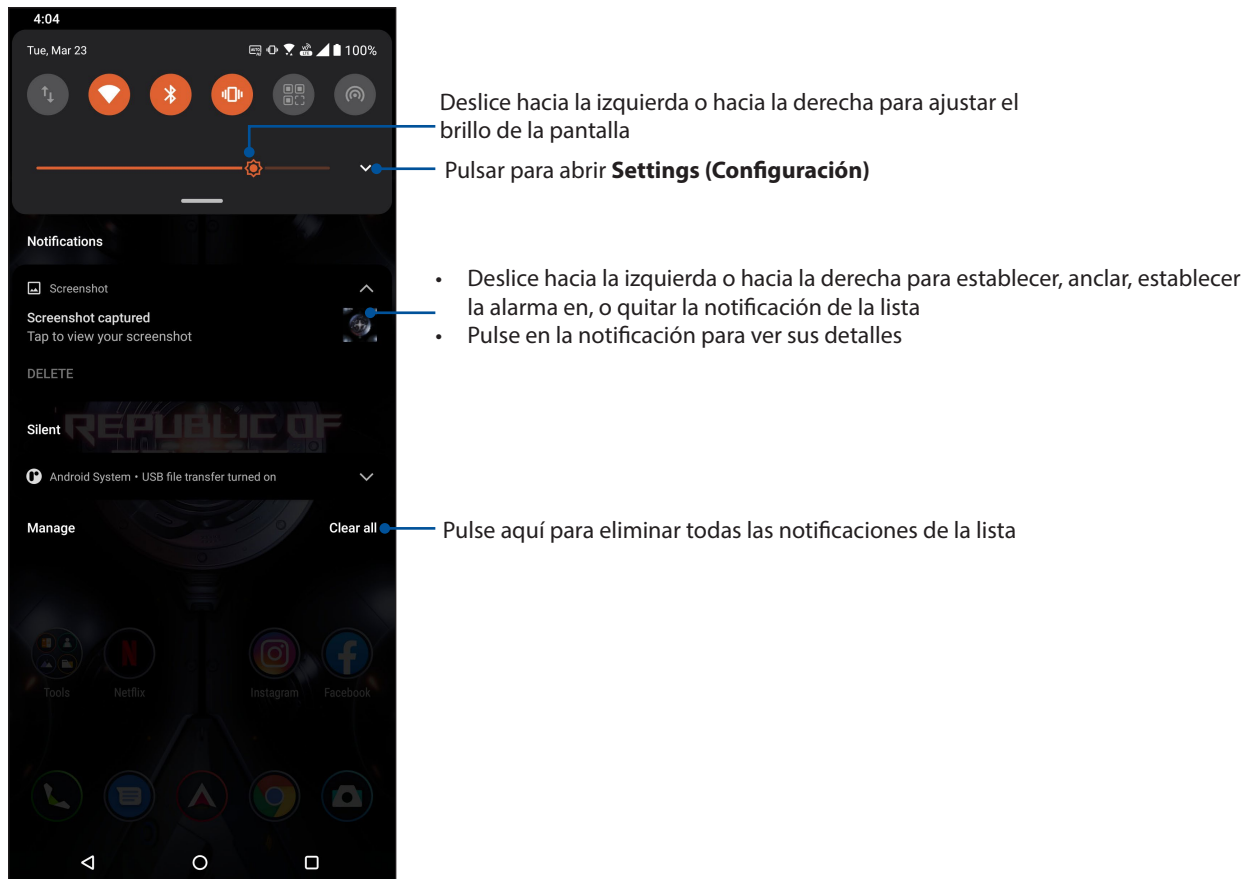 4:04
Tue, Mar 23
100%
Deslice hacia la izquierda o hacia la derecha para ajustar el
brillo de la pantalla
Pulsar para abrir Settings (Configuración)
Notifications
Screenshot
Screenshot captured
Tap to view your screenshot
DELETE
• Deslice hacia la izquierda o hacia la derecha para establecer, anclar, establecer
la alarma en, o quitar la notificación de la lista
• Pulse en la notificación para ver sus detalles
Silent
REPUBLIC OF
Android System • USB file transfer turned on
Manage
Clear all
Pulse aquí para eliminar todas las notificaciones de la lista
Tools
Netflix
Instagram
Facebook